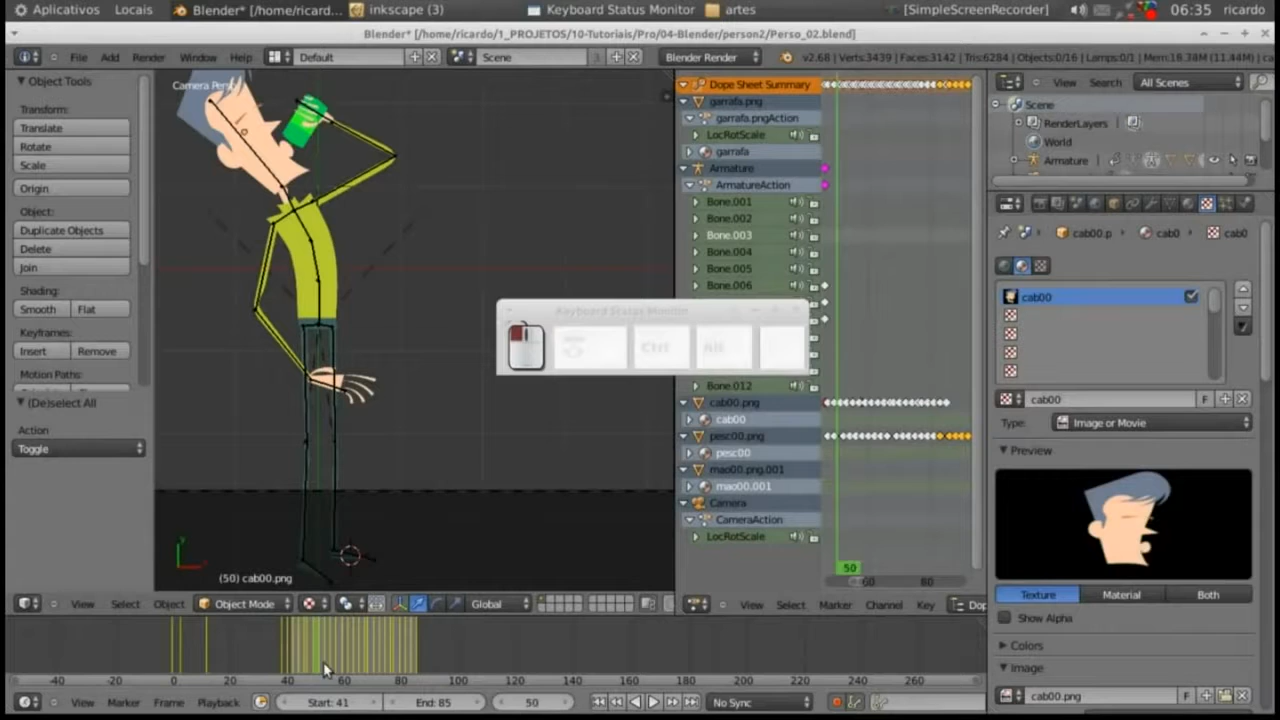 Aplicativos Locais Blender* [/home/ricard... inkscape (3) Keyboard Status Monitor artes [SimpleScreenRecorder] 06:35 ricardo
Blender* [/home/ricardo/1_PROJETOS/10-Tutoriais/Pro/04-Blender/person2/Perso_02.blend]
File Add Render Window Help Default Scene Blender Render v2.68 | Verts:3439 | Faces:3142 | Tris:6284 | Objects:0/16 | Lamps:0/1 | Mem:18.78M (11.44M) | ca
Object Tools
Transform:
Translate
Rotate
Scale
Origin
Object:
Duplicate Objects
Delete
Join
Shading:
Smooth Flat
Keyframes:
Insert Remove
Motion Paths:
(De)select All
Action
Toggle
Camera Persp
(50) cab00.png
View Select Object Object Mode Global
Dope Sheet Summary
garrafa.png
garrafa.pngAction
LocRotScale
garrafa
Armature
ArmatureAction
Bone.001
Bone.002
Bone.003
Bone.004
Bone.005
Bone.006
Keyboard Status Monitor
Ctrl Alt
Bone.012
cab00.png
cab00
pesc00.png
pesc00
mao00.png.001
mao00.001
Camera
CameraAction
LocRotScale
50
60 80
View Select Marker Channel Key Dop
View Search All Scenes
Scene
RenderLayers
World
Armature
cab00.p cab0 cab0
cab00
cab00 F
Type: Image or Movie
Preview
Texture Material Both
Show Alpha
Colors
Image
cab00.png F
-40 -20 0 20 40 60 80 100 120 140 160 180 200 220 240 260
View Marker Frame Playback Start: 41 End: 85 50 No Sync